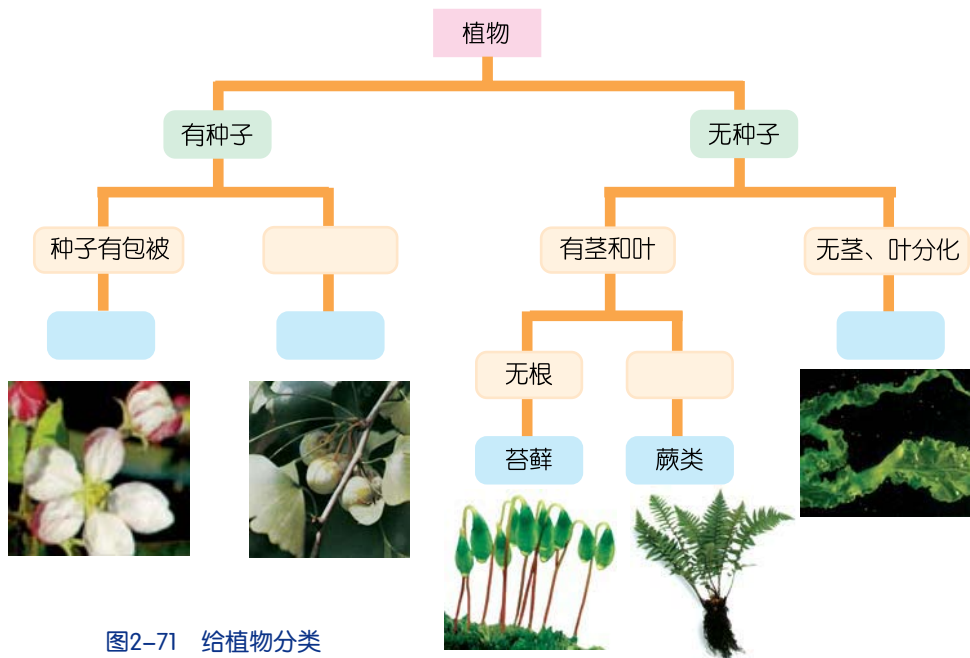 植物
有种子
无种子
种子有包被
有茎和叶
无茎、叶分化
无根
苔藓
蕨类
图2-71 给植物分类